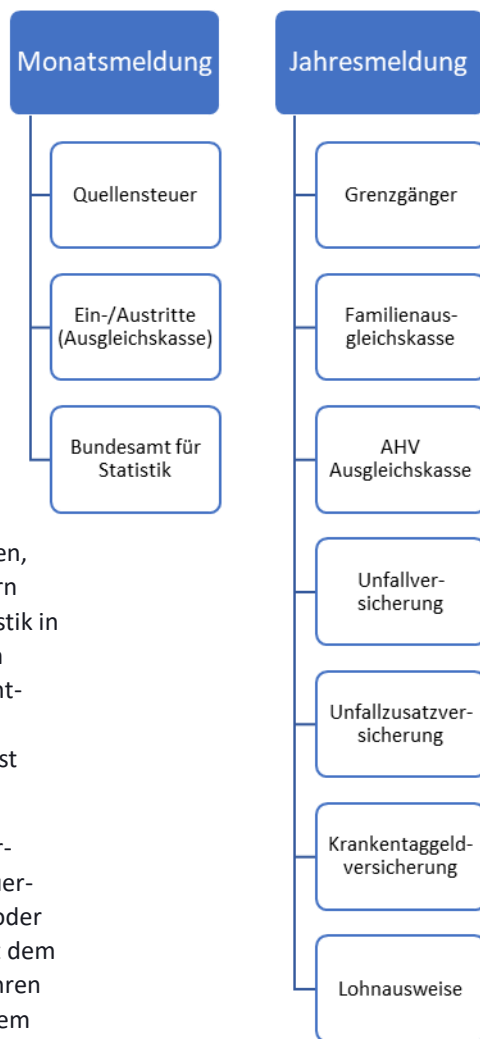 Monatsmeldung
Quellensteuer
Ein-/Austritte
(Ausgleichskasse)
Bundesamt für
Statistik
Jahresmeldung
Grenzgänger
Familienaus-
gleichskasse
AHV
Ausgleichskasse
Unfallver-
sicherung
Unfallzusatzver-
sicherung
Krankentaggeld-
versicherung
Lohnausweise
en,
rn
stik in
nt-
st
r-
uer-
oder
dem
hren
em